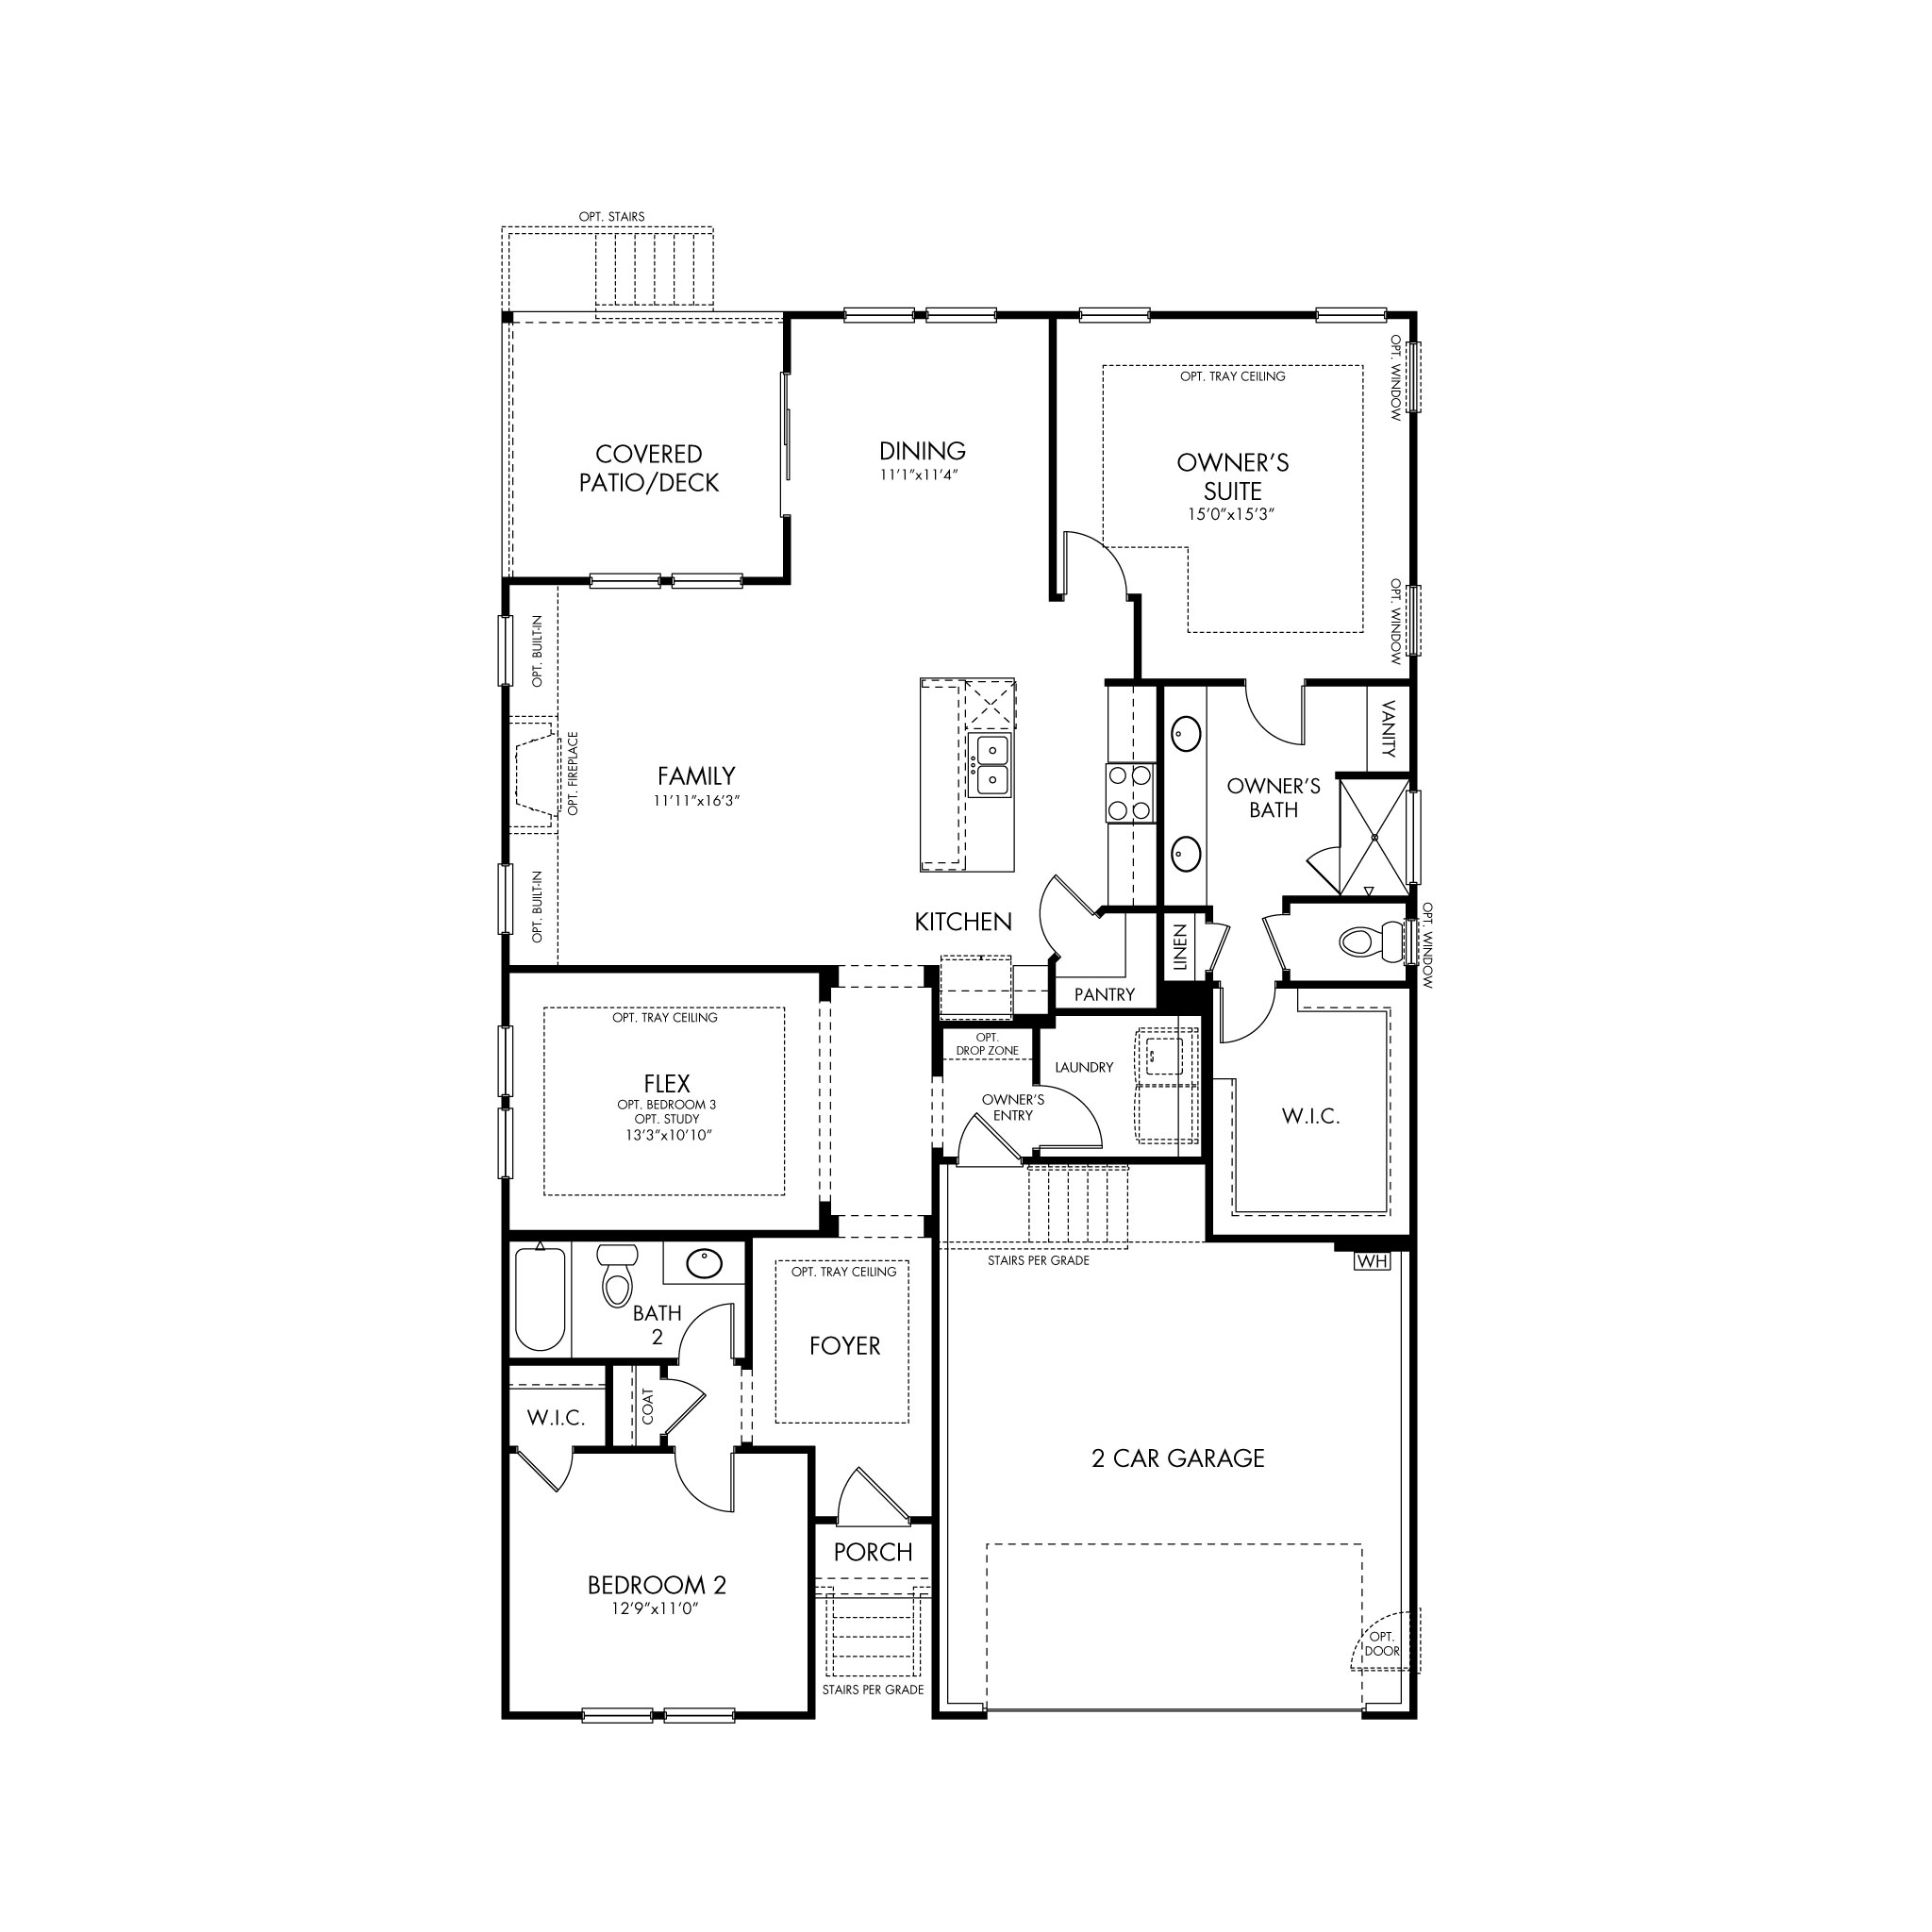 OPT. STAIRS
COVERED
PATIO/DECK
DINING
11'1"x11'4"
OPT. TRAY CEILING
OWNER'S
SUITE
15'0"x15'3"
OPT. WINDOW
OPT. WINDOW
OPT. BUILT-IN
OPT. FIREPLACE
OPT. BUILT-IN
FAMILY
11'11"x16'3"
KITCHEN
VANITY
OWNER'S
BATH
LINEN
OPT. WINDOW
PANTRY
OPT. TRAY CEILING
FLEX
OPT. BEDROOM 3
OPT. STUDY
13'3"x10'10"
OPT.
DROP ZONE
LAUNDRY
OWNER'S
ENTRY
W.I.C.
STAIRS PER GRADE
WH
BATH
2
OPT. TRAY CEILING
FOYER
W.I.C.
COAT
2 CAR GARAGE
PORCH
BEDROOM 2
12'9"x11'0"
STAIRS PER GRADE
OPT.
DOOR